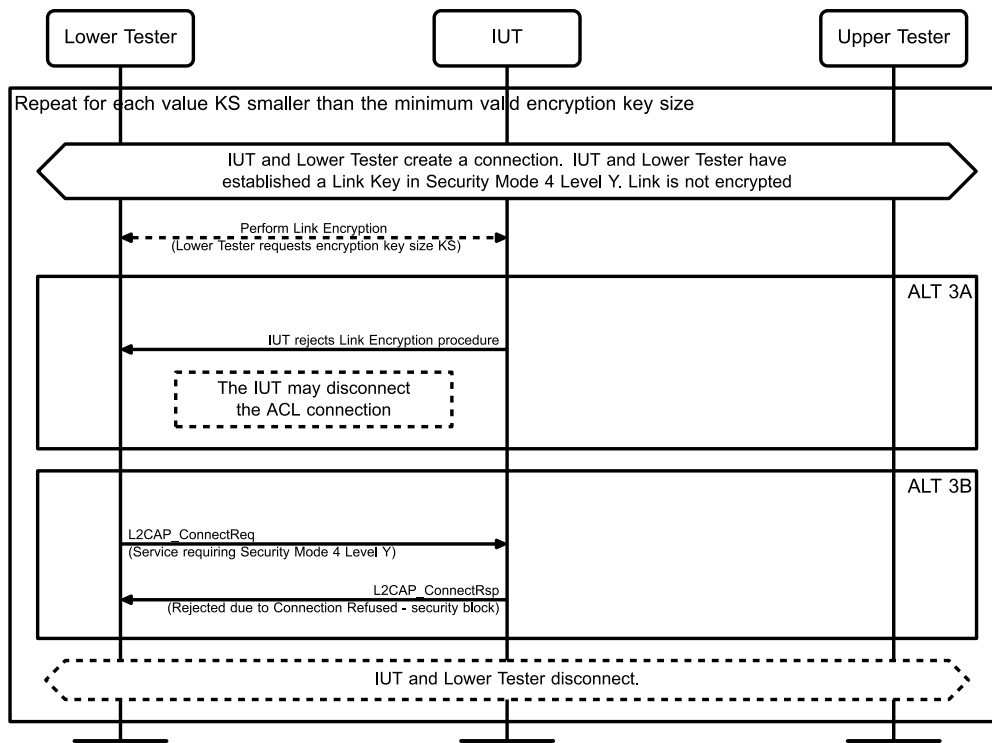 Lower Tester
IUT
Upper Tester
Repeat for each value KS smaller than the minimum valid encryption key size
IUT and Lower Tester create a connection. IUT and Lower Tester have
established a Link Key in Security Mode 4 Level Y. Link is not encrypted
Perform Link Encryption
(Lower Tester requests encryption key size KS)
ALT 3A
IUT rejects Link Encryption procedure
The IUT may disconnect
the ACL connection
ALT 3B
L2CAP_ConnectReq
(Service requiring Security Mode 4 Level Y)
L2CAP_ConnectRsp
(Rejected due to Connection Refused - security block)
IUT and Lower Tester disconnect.